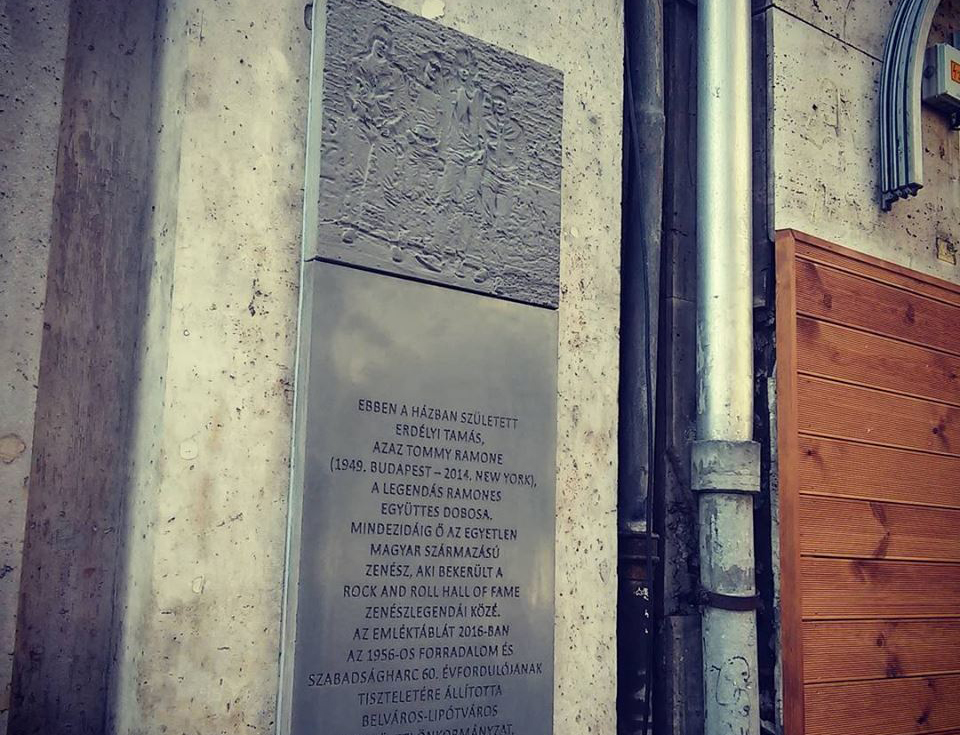 EBBEN A HÁZBAN SZÜLETETT
ERDÉLYI TAMÁS,
AZAZ TOMMY RAMONE
(1949, BUDAPEST – 2014, NEW YORK),
A LEGENDÁS RAMONES
EGYÜTTES DOBOSA.
MINDEZIDÁIG Ő AZ EGYETLEN
MAGYAR SZÁRMAZÁSÚ
ZENÉSZ, AKI BEKERÜLT A
ROCK AND ROLL HALL OF FAME
ZENÉSZLEGENDÁI KÖZÉ.
AZ EMLÉKTÁBLÁT 2016-BAN
AZ 1956-OS FORRADALOM ÉS
SZABADSÁGHARC 60. ÉVFORDULÓJÁNAK
TISZTELETÉRE ÁLLÍTOTTA
BELVÁROS-LIPÓTVÁROS